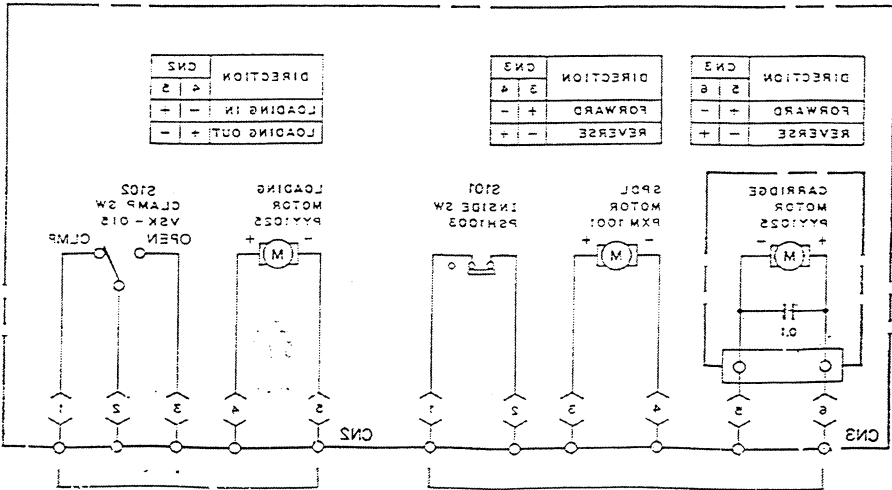 DIRECTION CN3
5 6
FORWARD + −
REVERSE − +
DIRECTION CN3
3 4
FORWARD + −
REVERSE − +
DIRECTION CN2
4 5
LOADING IN − +
LOADING OUT + −
CARRIDGE
MOTOR
PYY1025
+ M −
0.1
SPDL
MOTOR
PXM1001
− M +
S101
INSIDE SW
PSH1003
LOADING
MOTOR
PYY1025
− M +
S102
CLAMP SW
VSK-015
OPEN CLMP
6 5 4 3 2 1
5 4 3 2 1
CN3
CN2